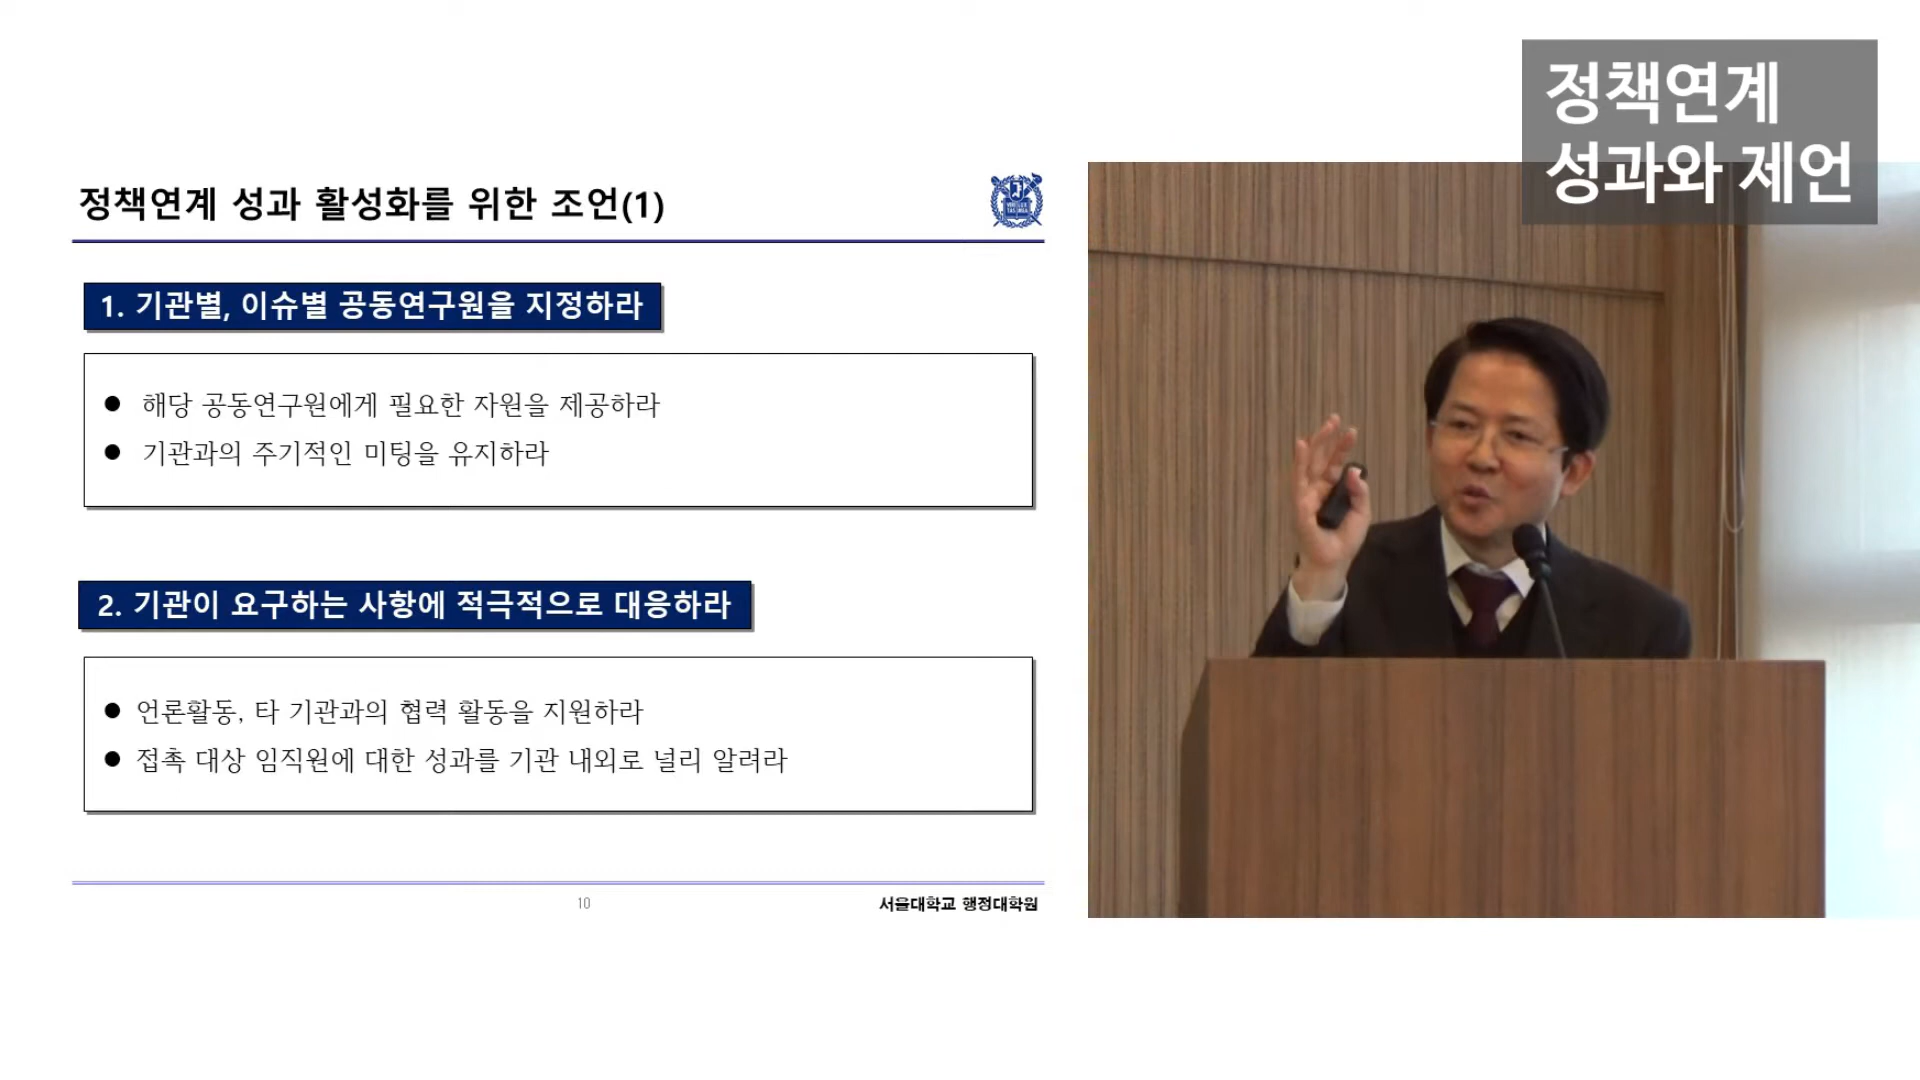 정책연계
성과와 제언
정책연계 성과 활성화를 위한 조언(1)
1. 기관별, 이슈별 공동연구원을 지정하라
● 해당 공동연구원에게 필요한 자원을 제공하라
● 기관과의 주기적인 미팅을 유지하라
2. 기관이 요구하는 사항에 적극적으로 대응하라
● 언론활동, 타 기관과의 협력 활동을 지원하라
● 접촉 대상 임직원에 대한 성과를 기관 내외로 널리 알려라
10
서울대학교 행정대학원